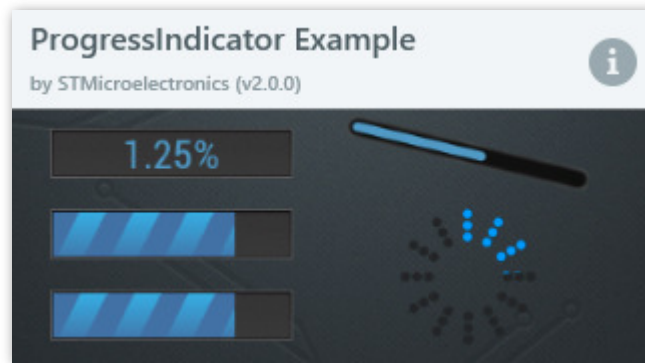 ProgressIndicator Example
by STMicroelectronics (v2.0.0)
1.25%